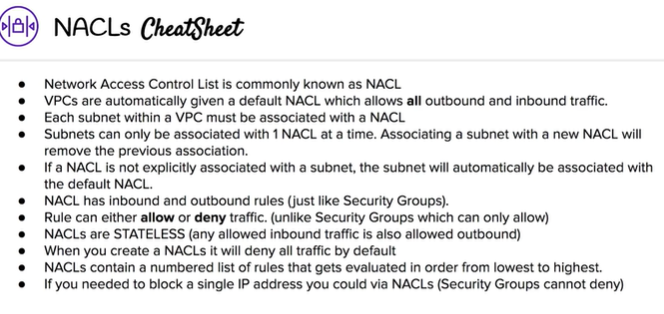 NACLs CheatSheet
Network Access Control List is commonly known as NACL
VPCs are automatically given a default NACL which allows all outbound and inbound traffic.
Each subnet within a VPC must be associated with a NACL
Subnets can only be associated with 1 NACL at a time. Associating a subnet with a new NACL will
remove the previous association.
If a NACL is not explicitly associated with a subnet, the subnet will automatically be associated with
the default NACL.
NACL has inbound and outbound rules (just like Security Groups).
Rule can either allow or deny traffic. (unlike Security Groups which can only allow)
NACLs are STATELESS (any allowed inbound traffic is also allowed outbound)
When you create a NACLs it will deny all traffic by default
NACLs contain a numbered list of rules that gets evaluated in order from lowest to highest.
If you needed to block a single IP address you could via NACLs (Security Groups cannot deny)